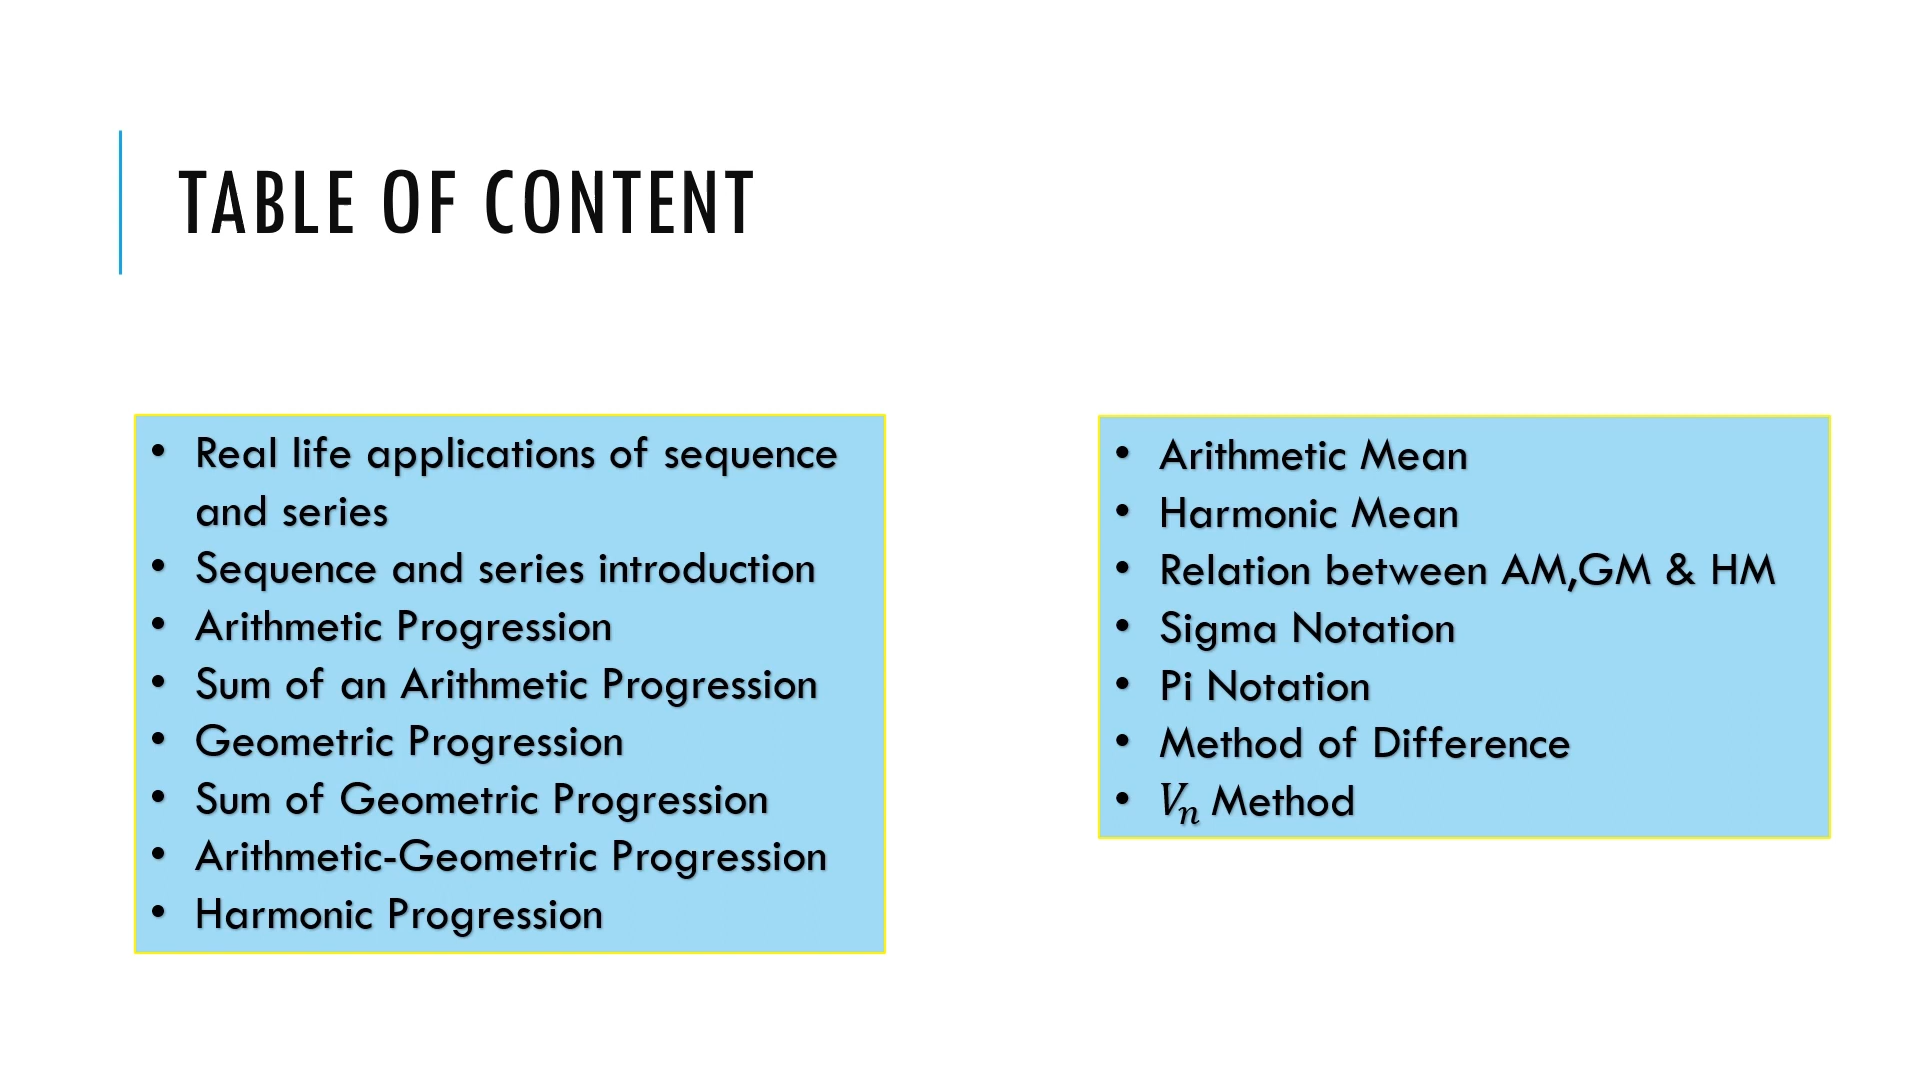 TABLE OF CONTENT
• Real life applications of sequence
and series
• Sequence and series introduction
• Arithmetic Progression
• Sum of an Arithmetic Progression
• Geometric Progression
• Sum of Geometric Progression
• Arithmetic-Geometric Progression
• Harmonic Progression
• Arithmetic Mean
• Harmonic Mean
• Relation between AM,GM & HM
• Sigma Notation
• Pi Notation
• Method of Difference
• Vₙ Method